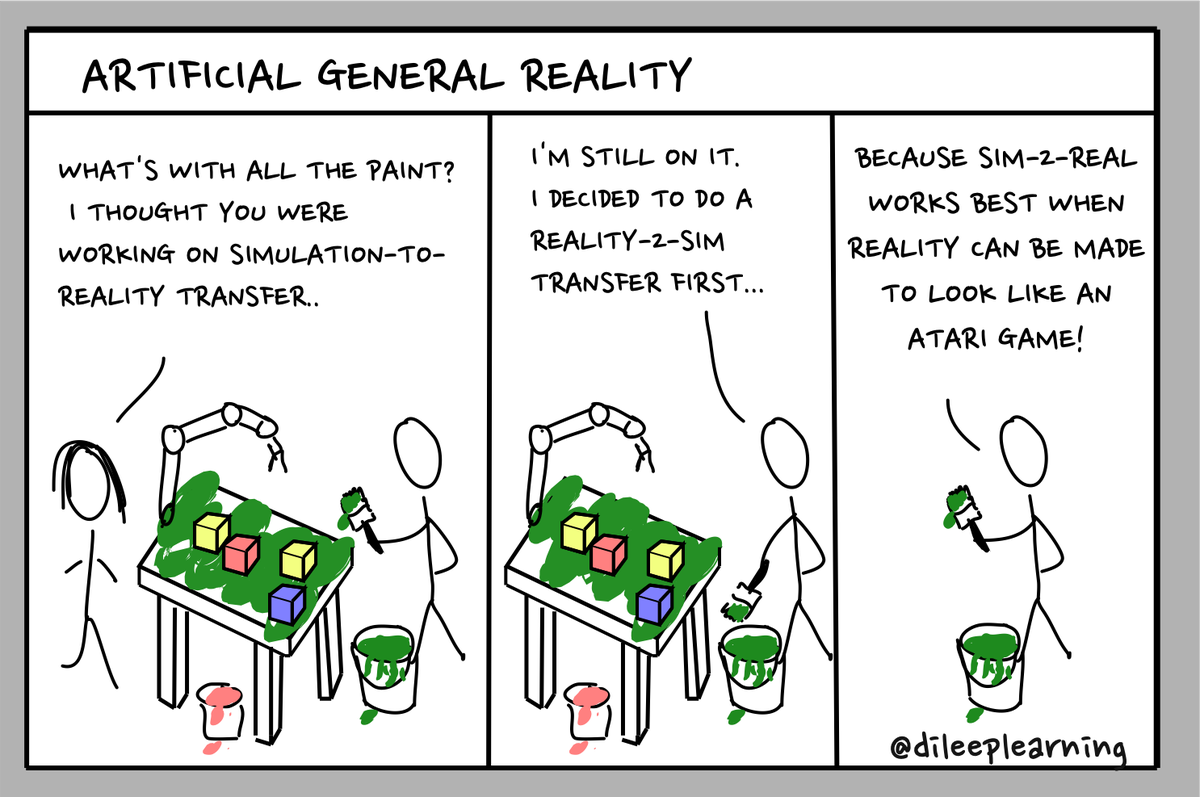 ARTIFICIAL GENERAL REALITY
WHAT'S WITH ALL THE PAINT?
I THOUGHT YOU WERE
WORKING ON SIMULATION-TO-
REALITY TRANSFER..
I'M STILL ON IT.
I DECIDED TO DO A
REALITY-2-SIM
TRANSFER FIRST...
BECAUSE SIM-2-REAL
WORKS BEST WHEN
REALITY CAN BE MADE
TO LOOK LIKE AN
ATARI GAME!
@dileeplearning